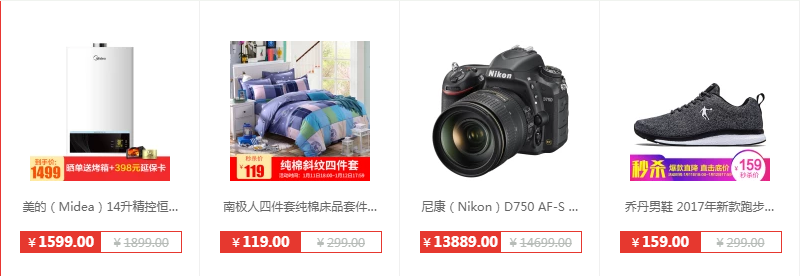 Midea
到手价:
1499
晒单送烤箱+398元延保卡
美的（Midea）14升精控恒...
¥1599.00
¥1899.00
秒杀价
¥119
纯棉斜纹四件套
南极人四件套纯棉床品套件...
¥119.00
¥299.00
Nikon
D750
尼康（Nikon）D750 AF-S ...
¥13889.00
¥14699.00
秒杀
爆款直降 直击底价
¥159
秒杀价
乔丹男鞋 2017年新款跑步...
¥159.00
¥299.00